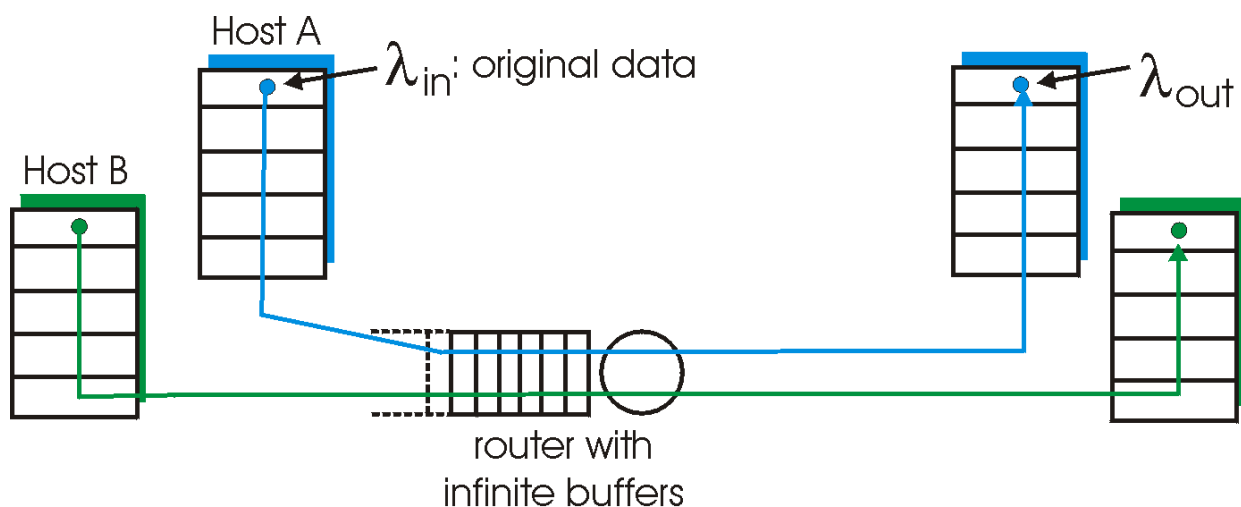 Host A
λin: original data
λout
Host B
router with
infinite buffers